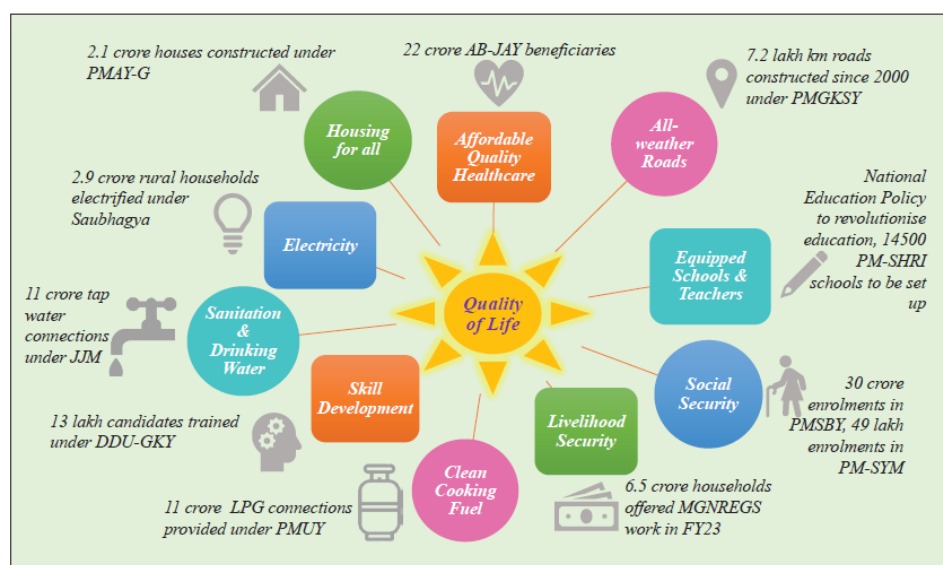 2.1 crore houses constructed under
PMAY-G
22 crore AB-JAY beneficiaries
7.2 lakh km roads
constructed since 2000
under PMGKSY
Housing
for all
Affordable
Quality
Healthcare
All-
weather
Roads
2.9 crore rural households
electrified under
Saubhagya
Electricity
National
Education Policy
to revolutionise
education, 14500
PM-SHRI
schools to be set
up
Equipped
Schools &
Teachers
11 crore tap
water
connections
under JJM
Sanitation
&
Drinking
Water
Quality
of Life
Skill
Development
Social
Security
30 crore
enrolments in
PMSBY, 49 lakh
enrolments in
PM-SYM
13 lakh candidates trained
under DDU-GKY
Livelihood
Security
Clean
Cooking
Fuel
11 crore LPG connections
provided under PMUY
6.5 crore households
offered MGNREGS
work in FY23